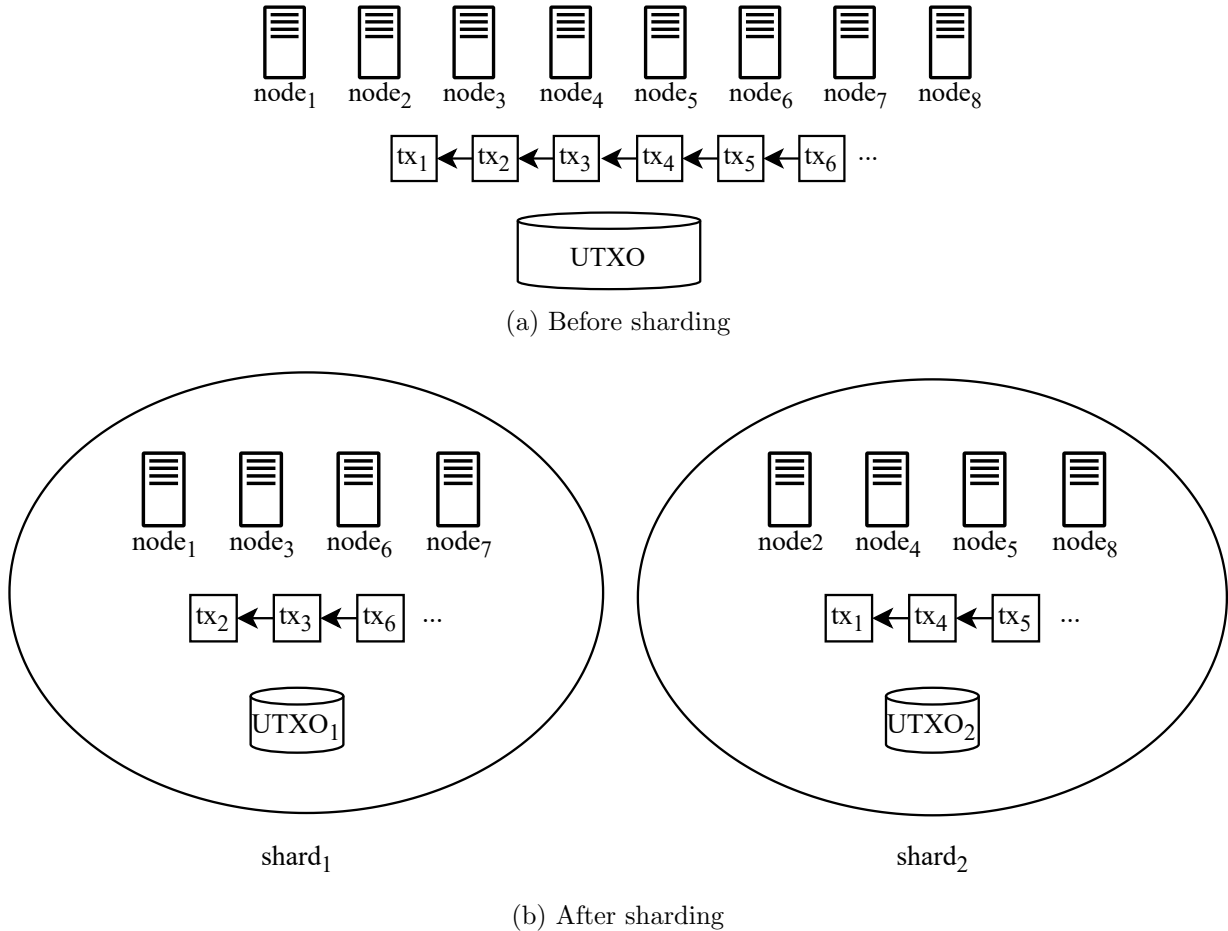 node₁ node₂ node₃ node₄ node₅ node₆ node₇ node₈
tx₁ tx₂ tx₃ tx₄ tx₅ tx₆ ...
UTXO
(a) Before sharding
node₁ node₃ node₆ node₇
tx₂ tx₃ tx₆ ...
UTXO₁
shard₁
node2 node₄ node₅ node₈
tx₁ tx₄ tx₅ ...
UTXO₂
shard₂
(b) After sharding